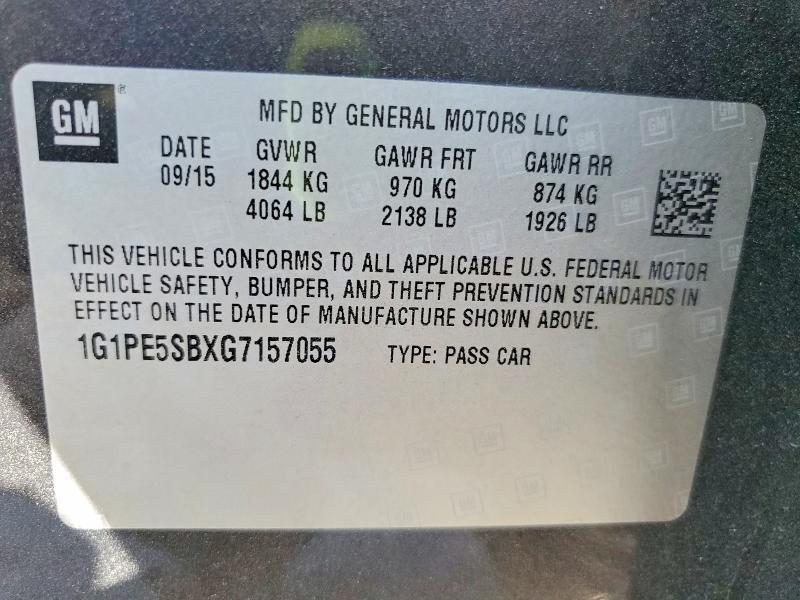 GM
MFD BY GENERAL MOTORS LLC
DATE GVWR GAWR FRT GAWR RR
09/15 1844 KG 970 KG 874 KG
4064 LB 2138 LB 1926 LB
THIS VEHICLE CONFORMS TO ALL APPLICABLE U.S. FEDERAL MOTOR
VEHICLE SAFETY, BUMPER, AND THEFT PREVENTION STANDARDS IN
EFFECT ON THE DATE OF MANUFACTURE SHOWN ABOVE.
1G1PE5SBXG7157055 TYPE: PASS CAR